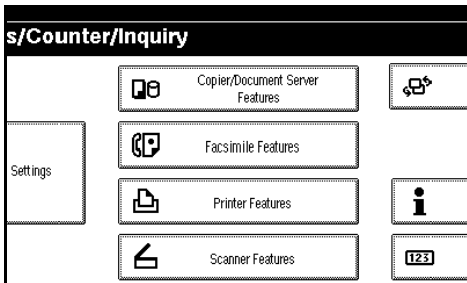 s/Counter/Inquiry
Copier/Document Server
Features
Facsimile Features
Settings
Printer Features
Scanner Features
123